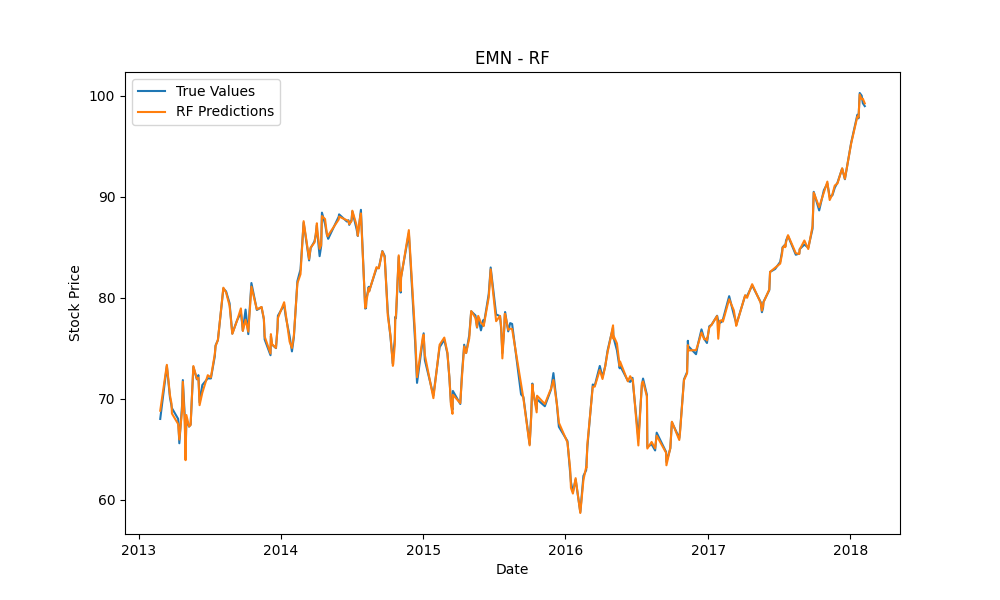 EMN - RF
True Values
RF Predictions
Stock Price
100
90
80
70
60
2013
2014
2015
2016
2017
2018
Date